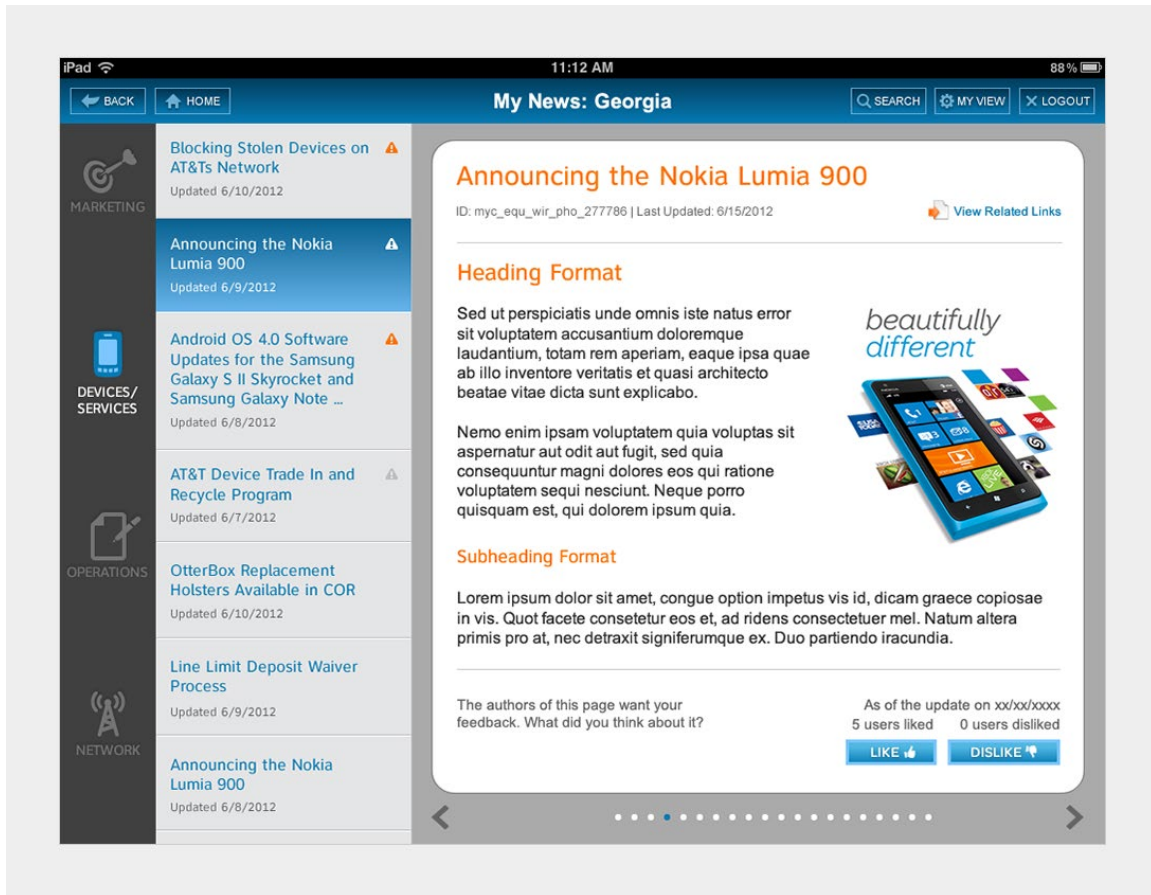 iPad
11:12 AM
88%
BACK
HOME
My News: Georgia
SEARCH
MY VIEW
LOGOUT
MARKETING
DEVICES/
SERVICES
OPERATIONS
NETWORK
Blocking Stolen Devices on
AT&Ts Network
Updated 6/10/2012
Announcing the Nokia
Lumia 900
Updated 6/9/2012
Android OS 4.0 Software
Updates for the Samsung
Galaxy S II Skyrocket and
Samsung Galaxy Note ...
Updated 6/8/2012
AT&T Device Trade In and
Recycle Program
Updated 6/7/2012
OtterBox Replacement
Holsters Available in COR
Updated 6/10/2012
Line Limit Deposit Waiver
Process
Updated 6/9/2012
Announcing the Nokia
Lumia 900
Updated 6/8/2012
Announcing the Nokia Lumia 900
ID: myc_equ_wir_pho_277786 | Last Updated: 6/15/2012
View Related Links
Heading Format
Sed ut perspiciatis unde omnis iste natus error
sit voluptatem accusantium doloremque
laudantium, totam rem aperiam, eaque ipsa quae
ab illo inventore veritatis et quasi architecto
beatae vitae dicta sunt explicabo.
Nemo enim ipsam voluptatem quia voluptas sit
aspernatur aut odit aut fugit, sed quia
consequuntur magni dolores eos qui ratione
voluptatem sequi nesciunt. Neque porro
quisquam est, qui dolorem ipsum quia.
beautifully
different
Subheading Format
Lorem ipsum dolor sit amet, congue option impetus vis id, dicam graece copiosae
in vis. Quot facete consetetur eos et, ad ridens consectetuer mel. Natum altera
primis pro at, nec detraxit signiferumque ex. Duo partiendo iracundia.
The authors of this page want your
feedback. What did you think about it?
As of the update on xx/xx/xxxx
5 users liked 0 users disliked
LIKE
DISLIKE